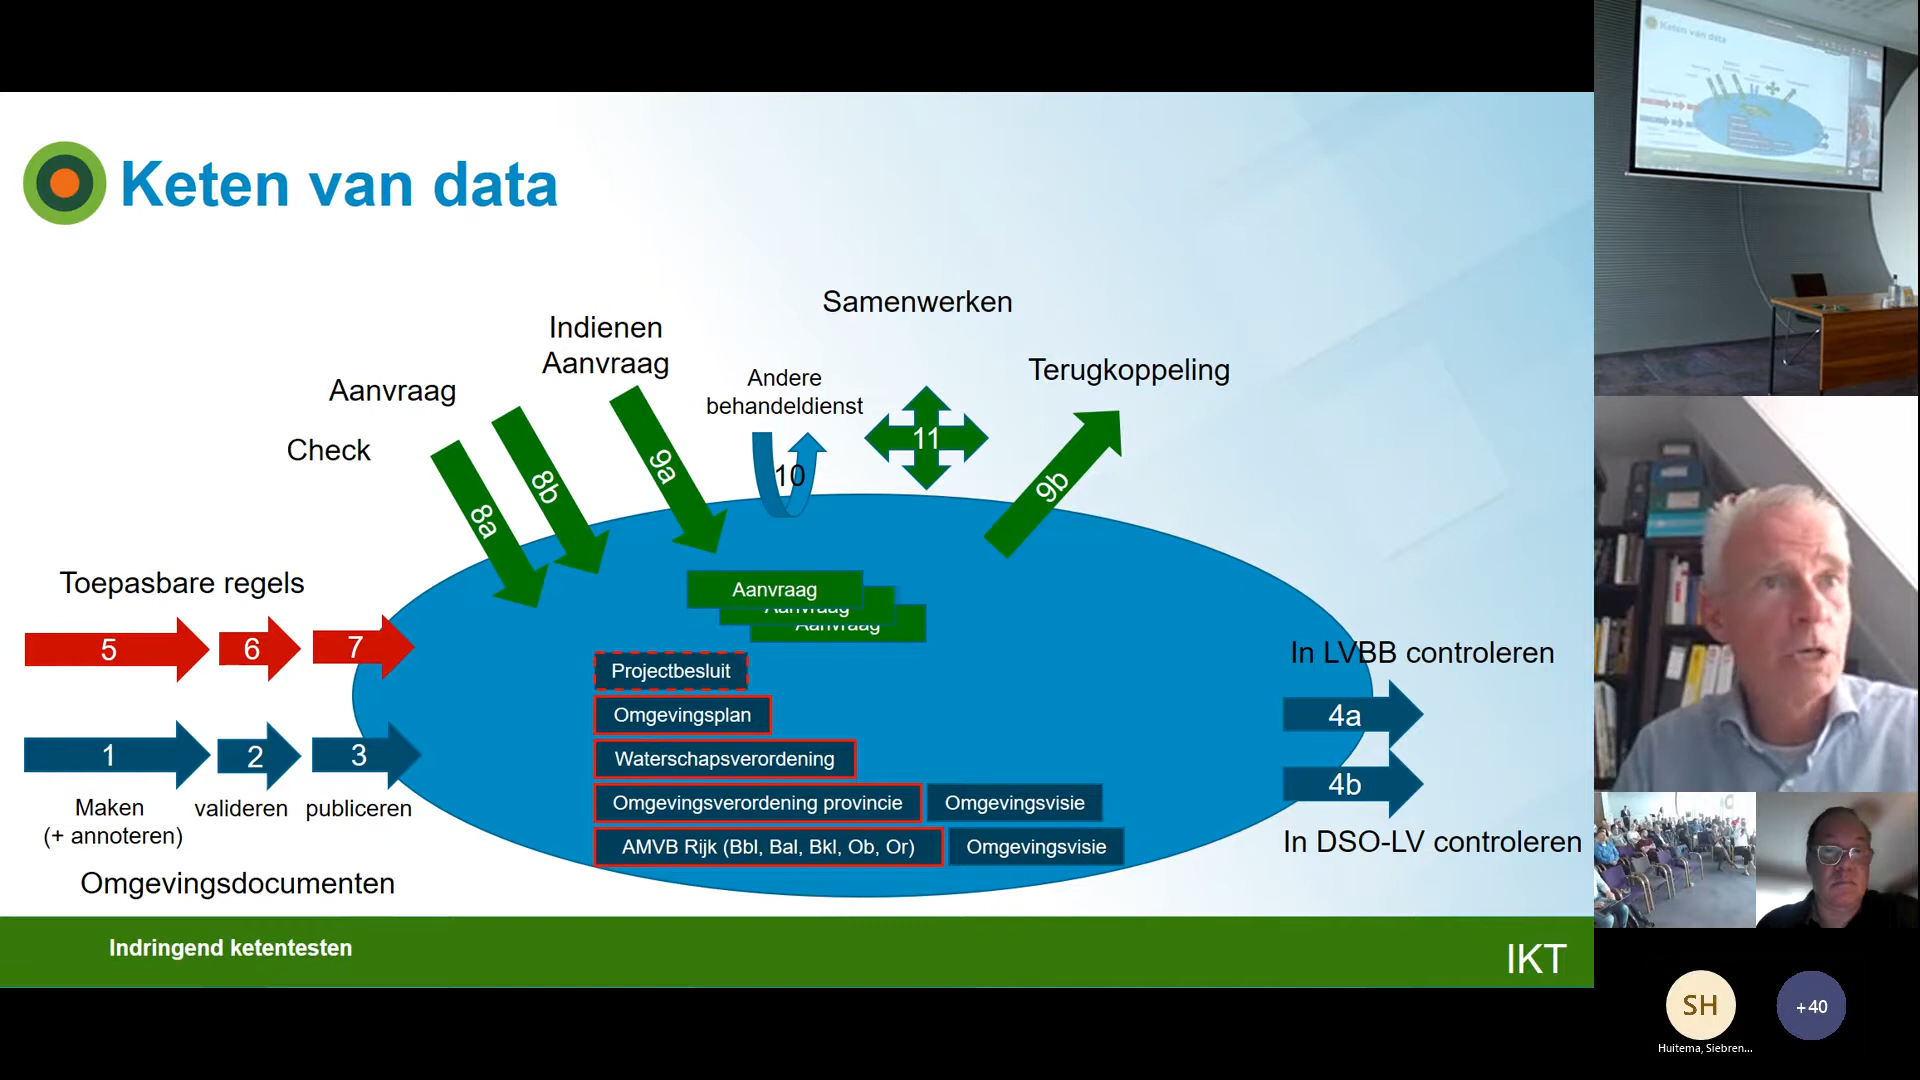 Keten van data
Samenwerken
Indienen
Aanvraag
Andere
behandeldienst
Terugkoppeling
Aanvraag
Check
8a
8b
9a
10
11
9b
Toepasbare regels
5
6
7
1
2
3
Maken
(+ annoteren)
valideren
publiceren
Omgevingsdocumenten
Aanvraag
Aanvraag
Aanvraag
Projectbesluit
Omgevingsplan
Waterschapsverordening
Omgevingsverordening provincie
Omgevingsvisie
AMVB Rijk (Bbl, Bal, Bkl, Ob, Or)
Omgevingsvisie
In LVBB controleren
4a
4b
In DSO-LV controleren
Indringend ketentesten
IKT
Keten van data
SH
+40
Huitema, Siebren...